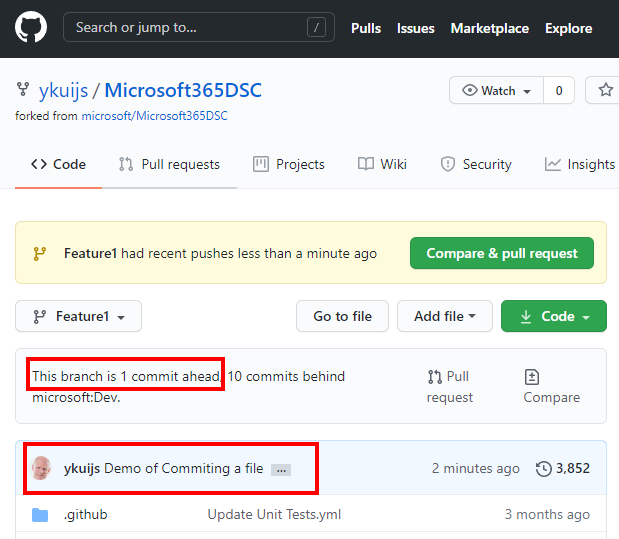 Search or jump to... /
Pulls Issues Marketplace Explore
ykuijs / Microsoft365DSC
Watch 0
forked from microsoft/Microsoft365DSC
Code Pull requests Projects Wiki Security Insights
Feature1 had recent pushes less than a minute ago
Compare & pull request
Feature1 Go to file Add file Code
This branch is 1 commit ahead, 10 commits behind
microsoft:Dev.
Pull
request
Compare
ykuijs Demo of Commiting a file ... 2 minutes ago 3,852
.github Update Unit Tests.yml 3 months ago